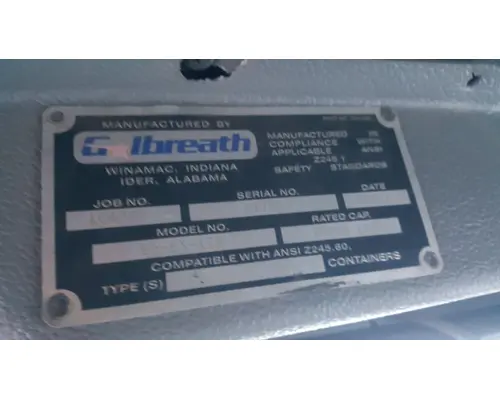 MANUFACTURED BY
Galbreath
WINAMAC, INDIANA
IDER, ALABAMA
MANUFACTURED IN
COMPLIANCE WITH
APPLICABLE ANSI
Z245.1
SAFETY STANDARDS
JOB NO.
SERIAL NO.
DATE
MODEL NO.
RATED CAP.
COMPATIBLE WITH ANSI Z245.60,
TYPE (S)
CONTAINERS